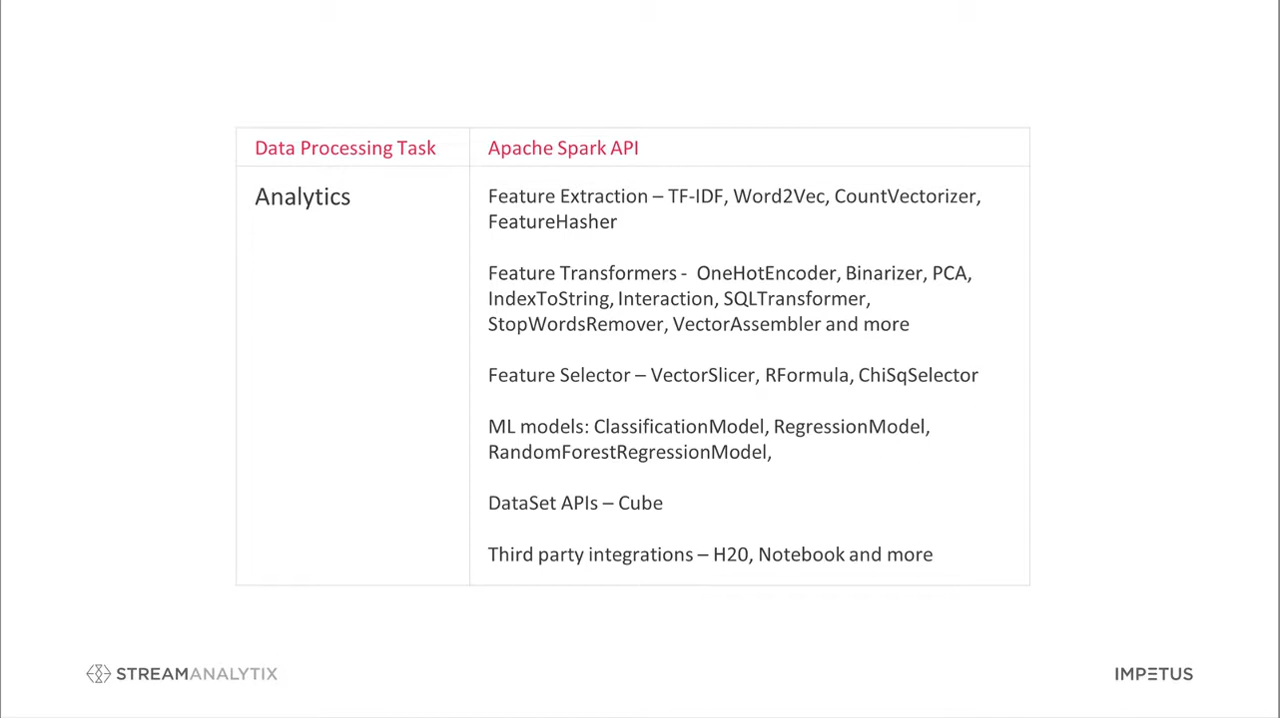 Data Processing Task
Apache Spark API
Analytics
Feature Extraction – TF-IDF, Word2Vec, CountVectorizer,
FeatureHasher
Feature Transformers -  OneHotEncoder, Binarizer, PCA,
IndexToString, Interaction, SQLTransformer,
StopWordsRemover, VectorAssembler and more
Feature Selector – VectorSlicer, RFormula, ChiSqSelector
ML models: ClassificationModel, RegressionModel,
RandomForestRegressionModel,
DataSet APIs – Cube
Third party integrations – H20, Notebook and more
STREAMANALYTIX
IMPETUS